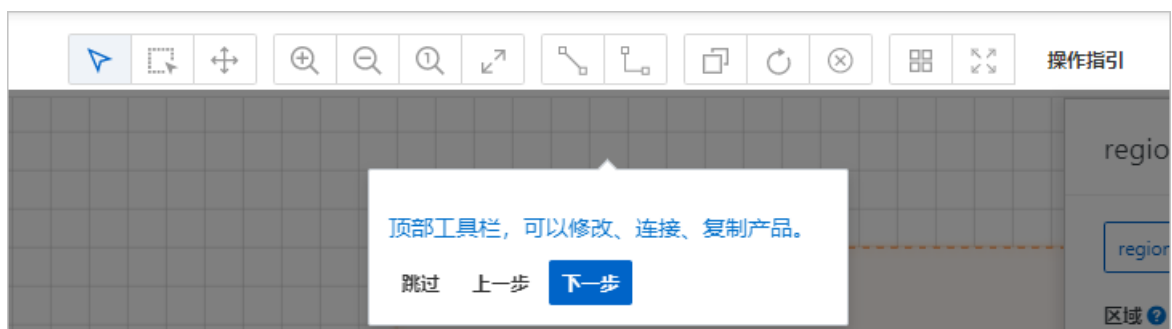 操作指引
regio
顶部工具栏，可以修改、连接、复制产品。
region
跳过 上一步 下一步
区域